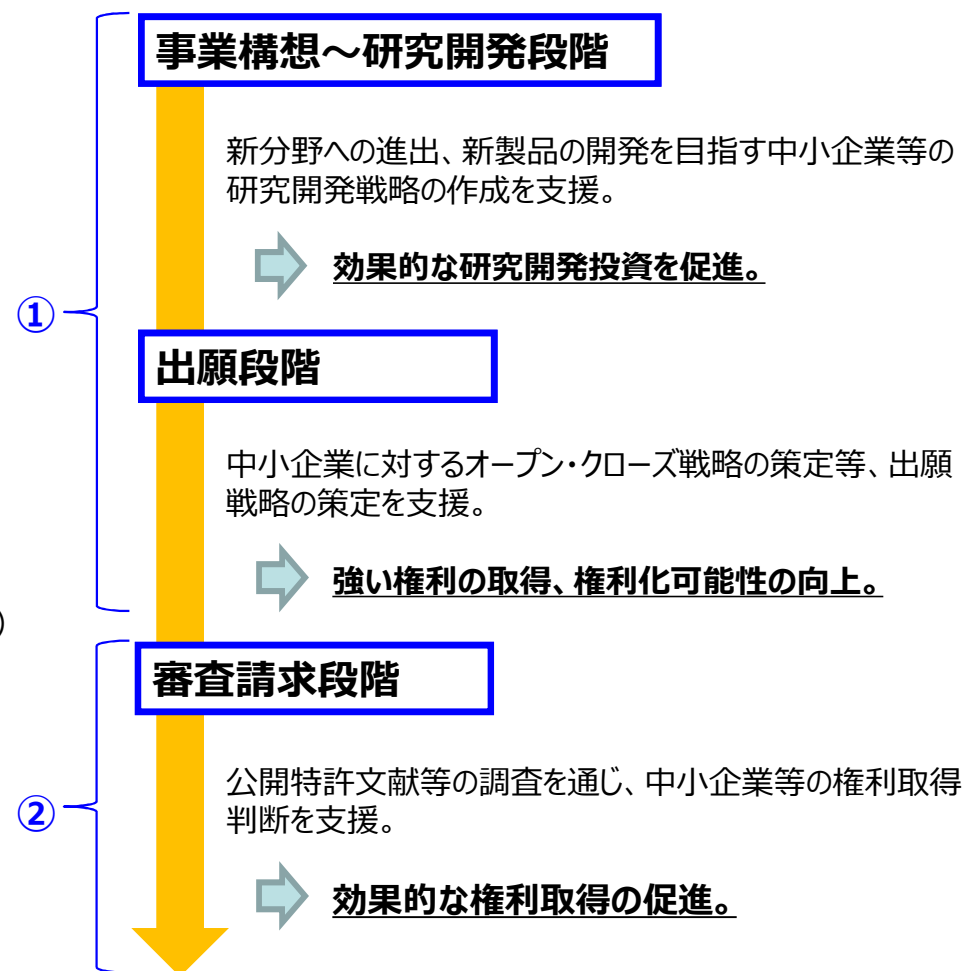 事業構想～研究開発段階
新分野への進出、新製品の開発を目指す中小企業等の
研究開発戦略の作成を支援。
効果的な研究開発投資を促進。
①
出願段階
中小企業に対するオープン・クローズ戦略の策定等、出願
戦略の策定を支援。
強い権利の取得、権利化可能性の向上。
)
審査請求段階
公開特許文献等の調査を通じ、中小企業等の権利取得
判断を支援。
②
効果的な権利取得の促進。